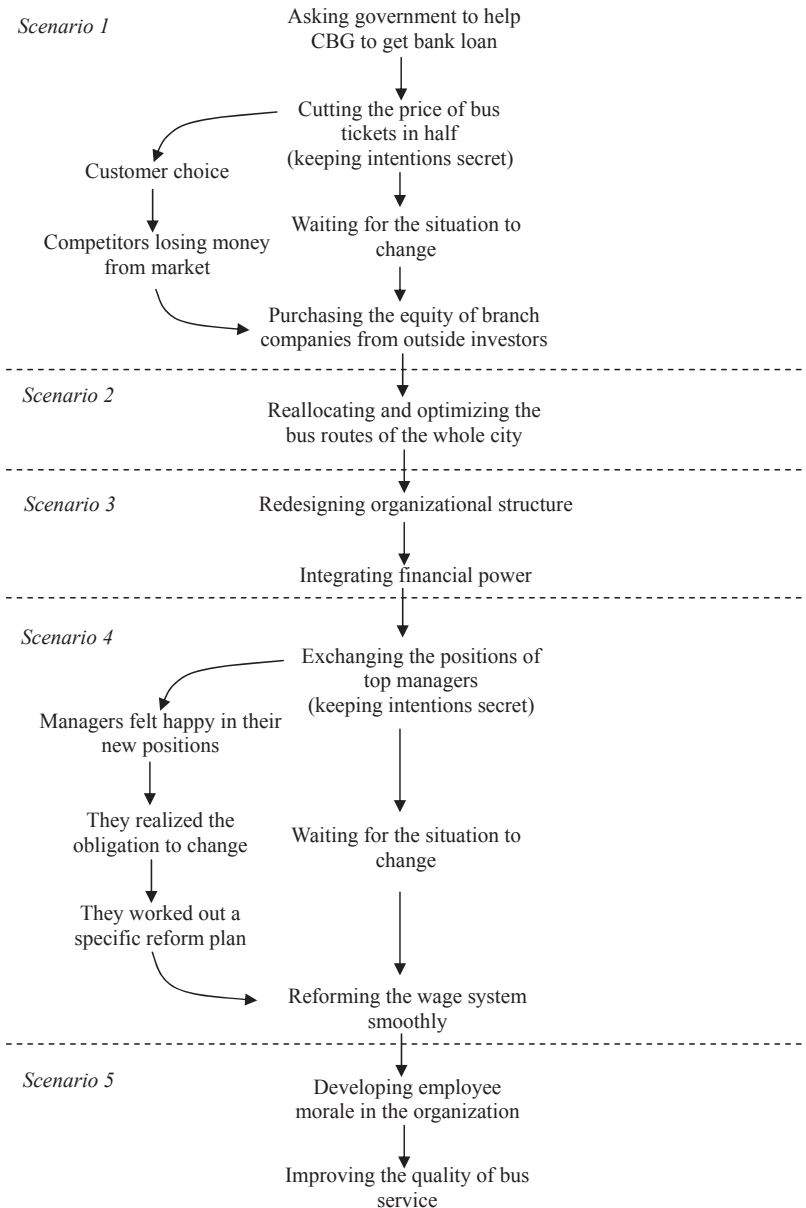 Scenario 1
Asking government to help
CBG to get bank loan
Cutting the price of bus
tickets in half
(keeping intentions secret)
Customer choice
Waiting for the situation to
change
Competitors losing money
from market
Purchasing the equity of branch
companies from outside investors
Scenario 2
Reallocating and optimizing the
bus routes of the whole city
Scenario 3
Redesigning organizational structure
Integrating financial power
Scenario 4
Exchanging the positions of
top managers
(keeping intentions secret)
Managers felt happy in their
new positions
They realized the
obligation to change
Waiting for the situation to
change
They worked out a
specific reform plan
Reforming the wage system
smoothly
Scenario 5
Developing employee
morale in the organization
Improving the quality of bus
service